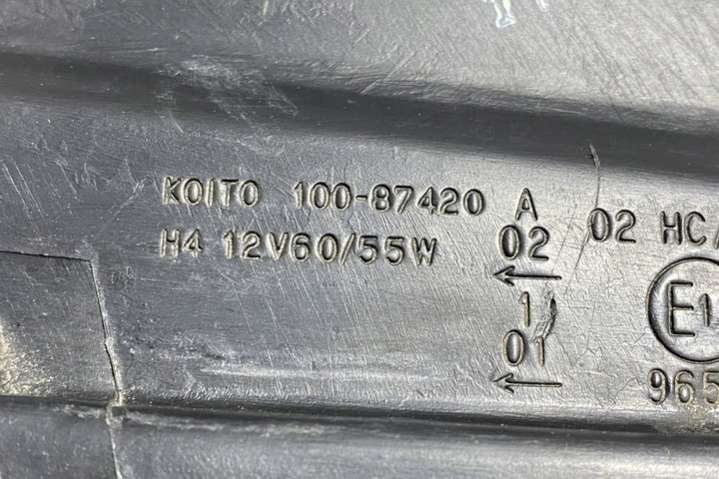 KOITO 100-87420
H4 12V60/55W
A
02
←
1
01
←
02 HC/
E1
965